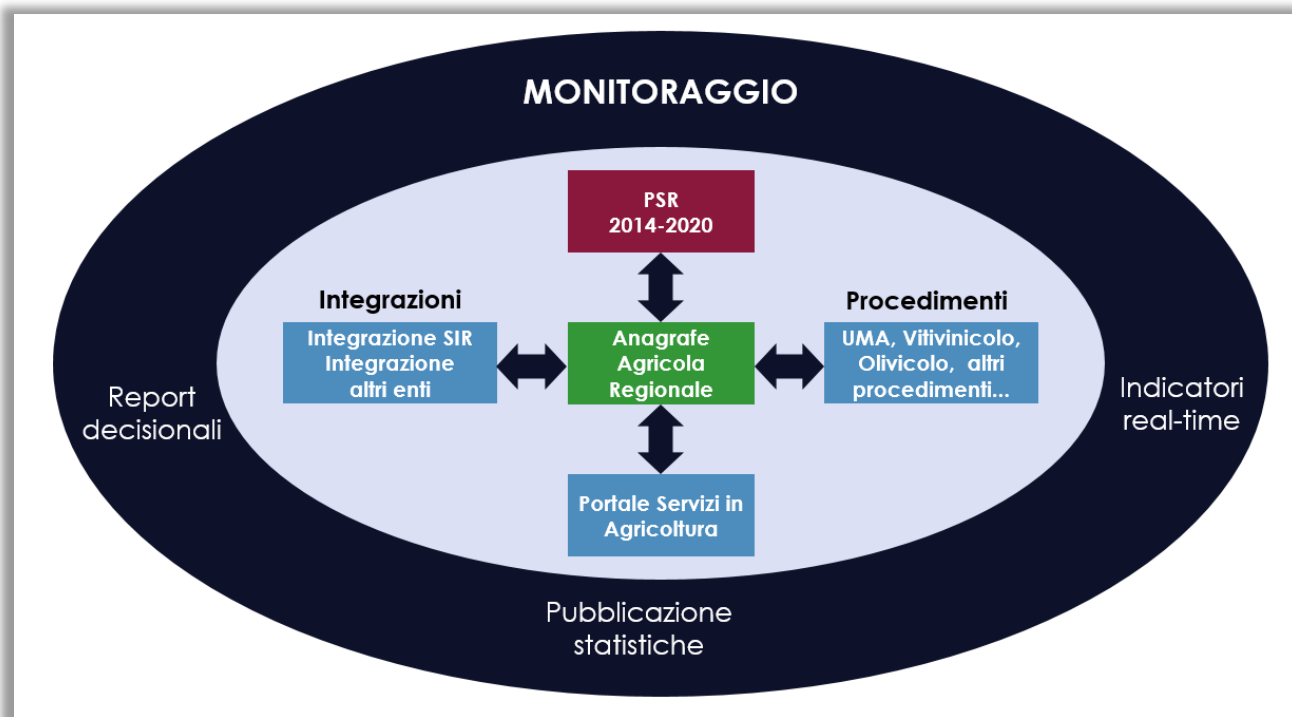 MONITORAGGIO
PSR
2014-2020
Integrazioni
Integrazione SIR
Integrazione
altri enti
Anagrafe
Agricola
Regionale
Procedimenti
UMA, Vitivinicolo,
Olivicolo, altri
procedimenti...
Report
decisionali
Indicatori
real-time
Portale Servizi in
Agricoltura
Pubblicazione
statistiche